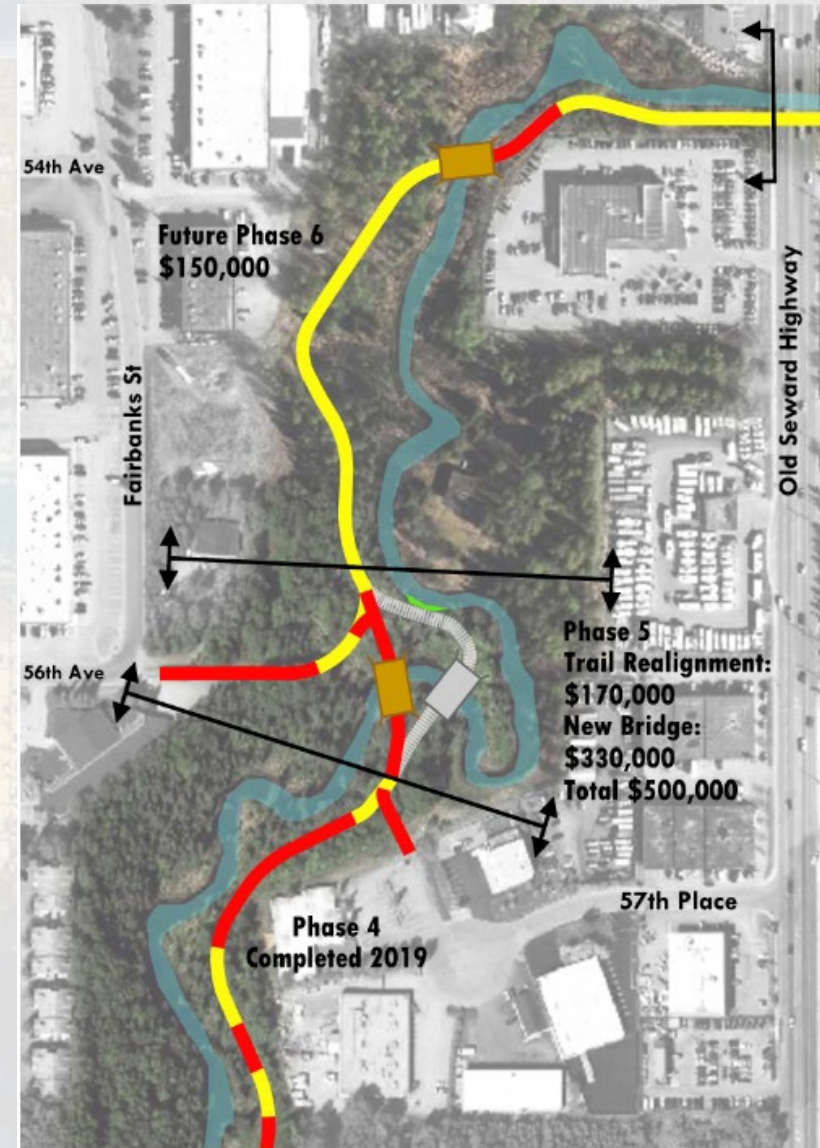 54th Ave
Future Phase 6
$150,000
Fairbanks St
Old Seward Highway
56th Ave
Phase 5
Trail Realignment:
$170,000
New Bridge:
$330,000
Total $500,000
57th Place
Phase 4
Completed 2019